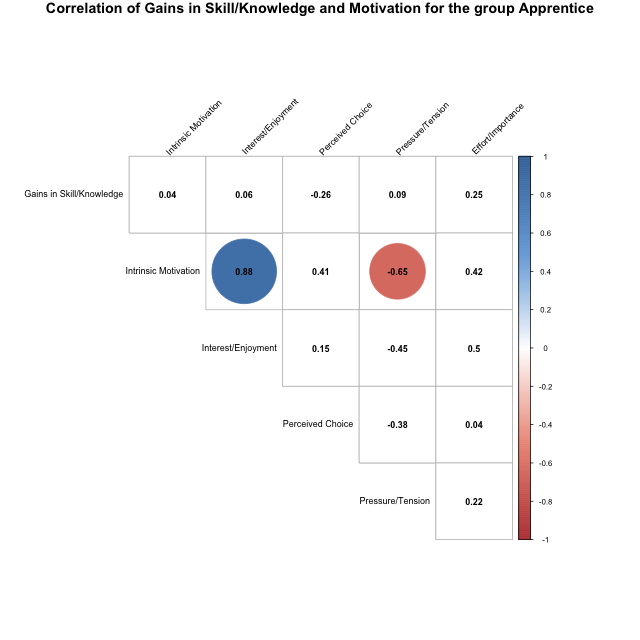 Correlation of Gains in Skill/Knowledge and Motivation for the group Apprentice
Intrinsic Motivation
Interest/Enjoyment
Perceived Choice
Pressure/Tension
Effort/Importance
Gains in Skill/Knowledge 0.04 0.06 -0.26 0.09 0.25
Intrinsic Motivation 0.88 0.41 -0.65 0.42
Interest/Enjoyment 0.15 -0.45 0.5
Perceived Choice -0.38 0.04
Pressure/Tension 0.22
1
0.8
0.6
0.4
0.2
0
-0.2
-0.4
-0.6
-0.8
-1